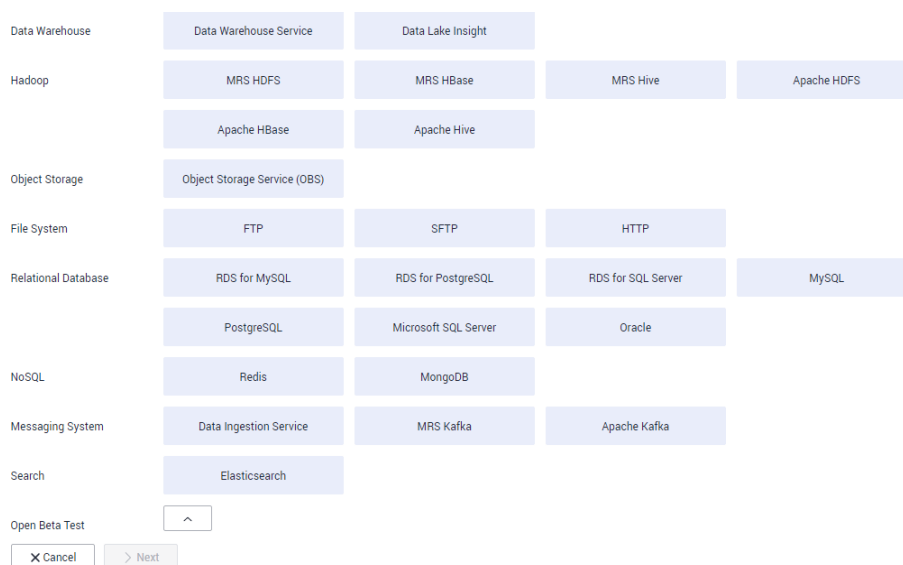 Data Warehouse Data Warehouse Service Data Lake Insight
Hadoop MRS HDFS MRS HBase MRS Hive Apache HDFS
Apache HBase Apache Hive
Object Storage Object Storage Service (OBS)
File System FTP SFTP HTTP
Relational Database RDS for MySQL RDS for PostgreSQL RDS for SQL Server MySQL
PostgreSQL Microsoft SQL Server Oracle
NoSQL Redis MongoDB
Messaging System Data Ingestion Service MRS Kafka Apache Kafka
Search Elasticsearch
Open Beta Test
Cancel Next